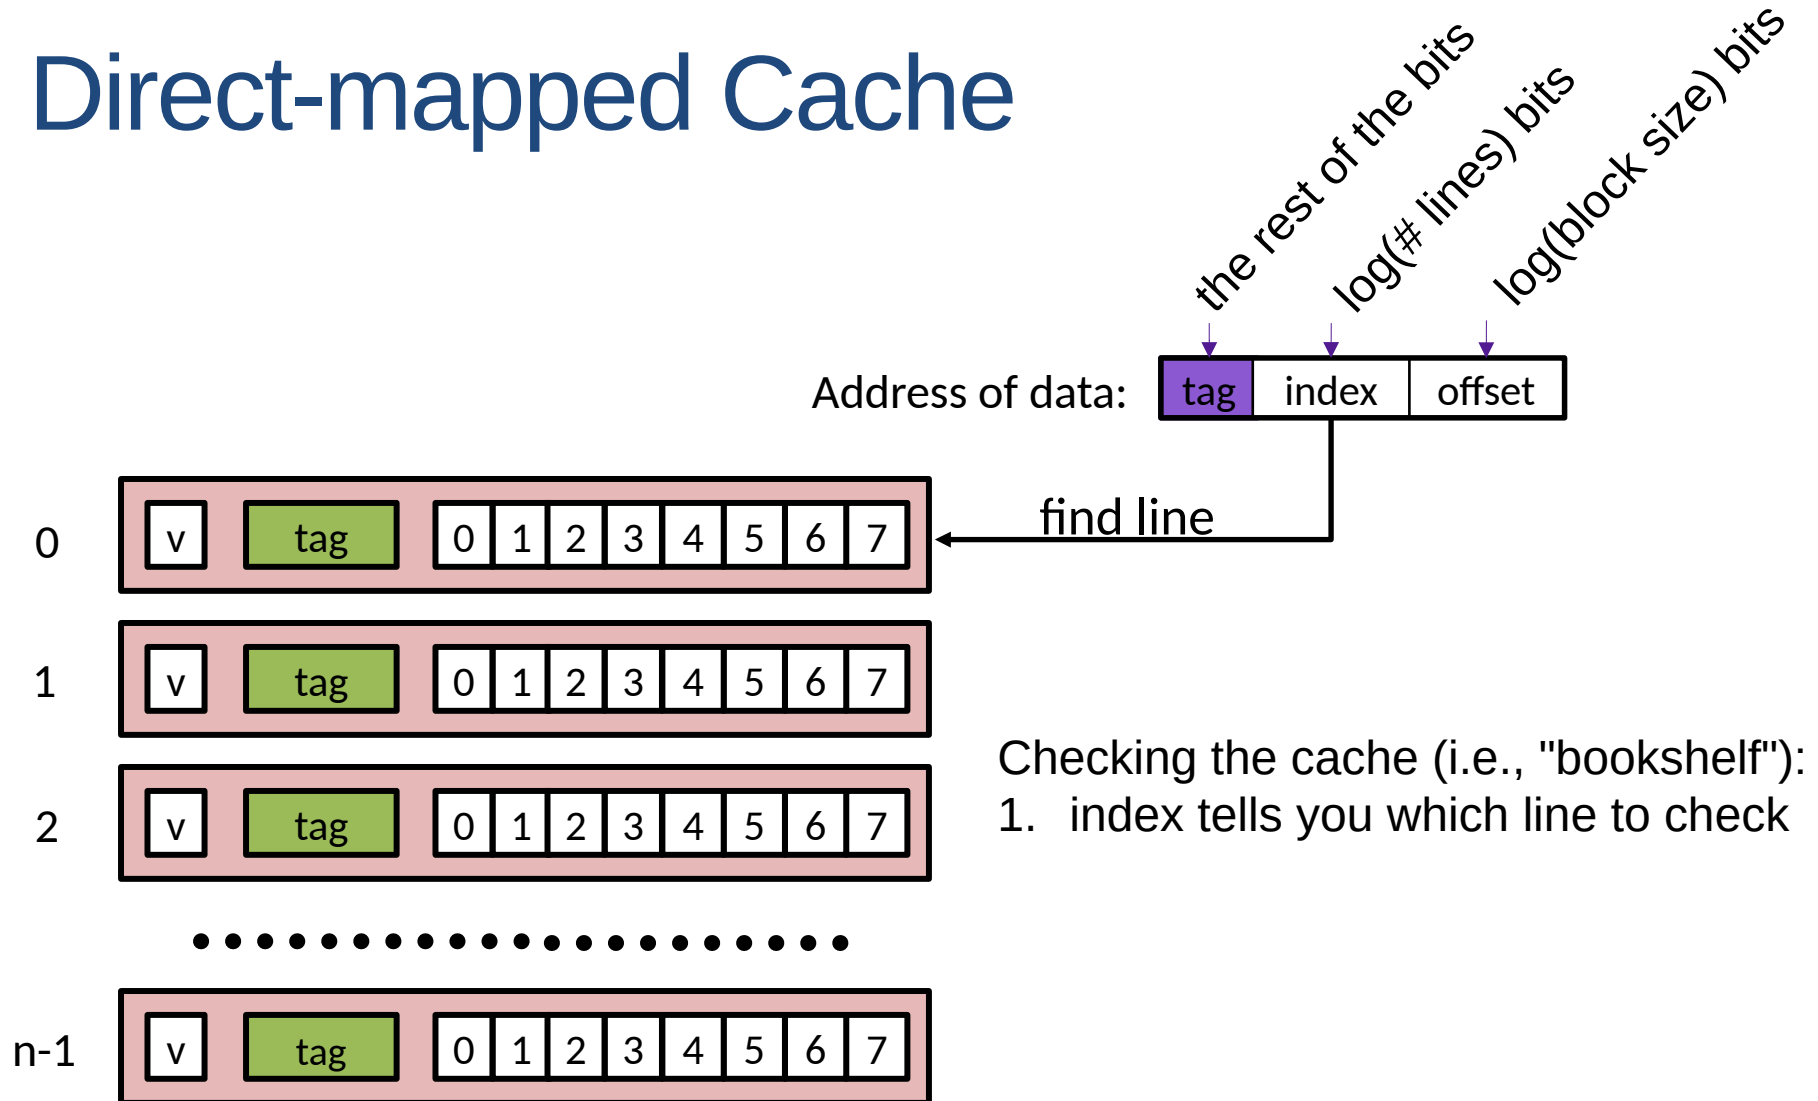 Direct-mapped Cache
the rest of the bits
log(# lines) bits
log(block size) bits
Address of data:
tag index offset
find line
0 v tag 0 1 2 3 4 5 6 7
1 v tag 0 1 2 3 4 5 6 7
2 v tag 0 1 2 3 4 5 6 7
n-1 v tag 0 1 2 3 4 5 6 7
Checking the cache (i.e., "bookshelf"):
1. index tells you which line to check